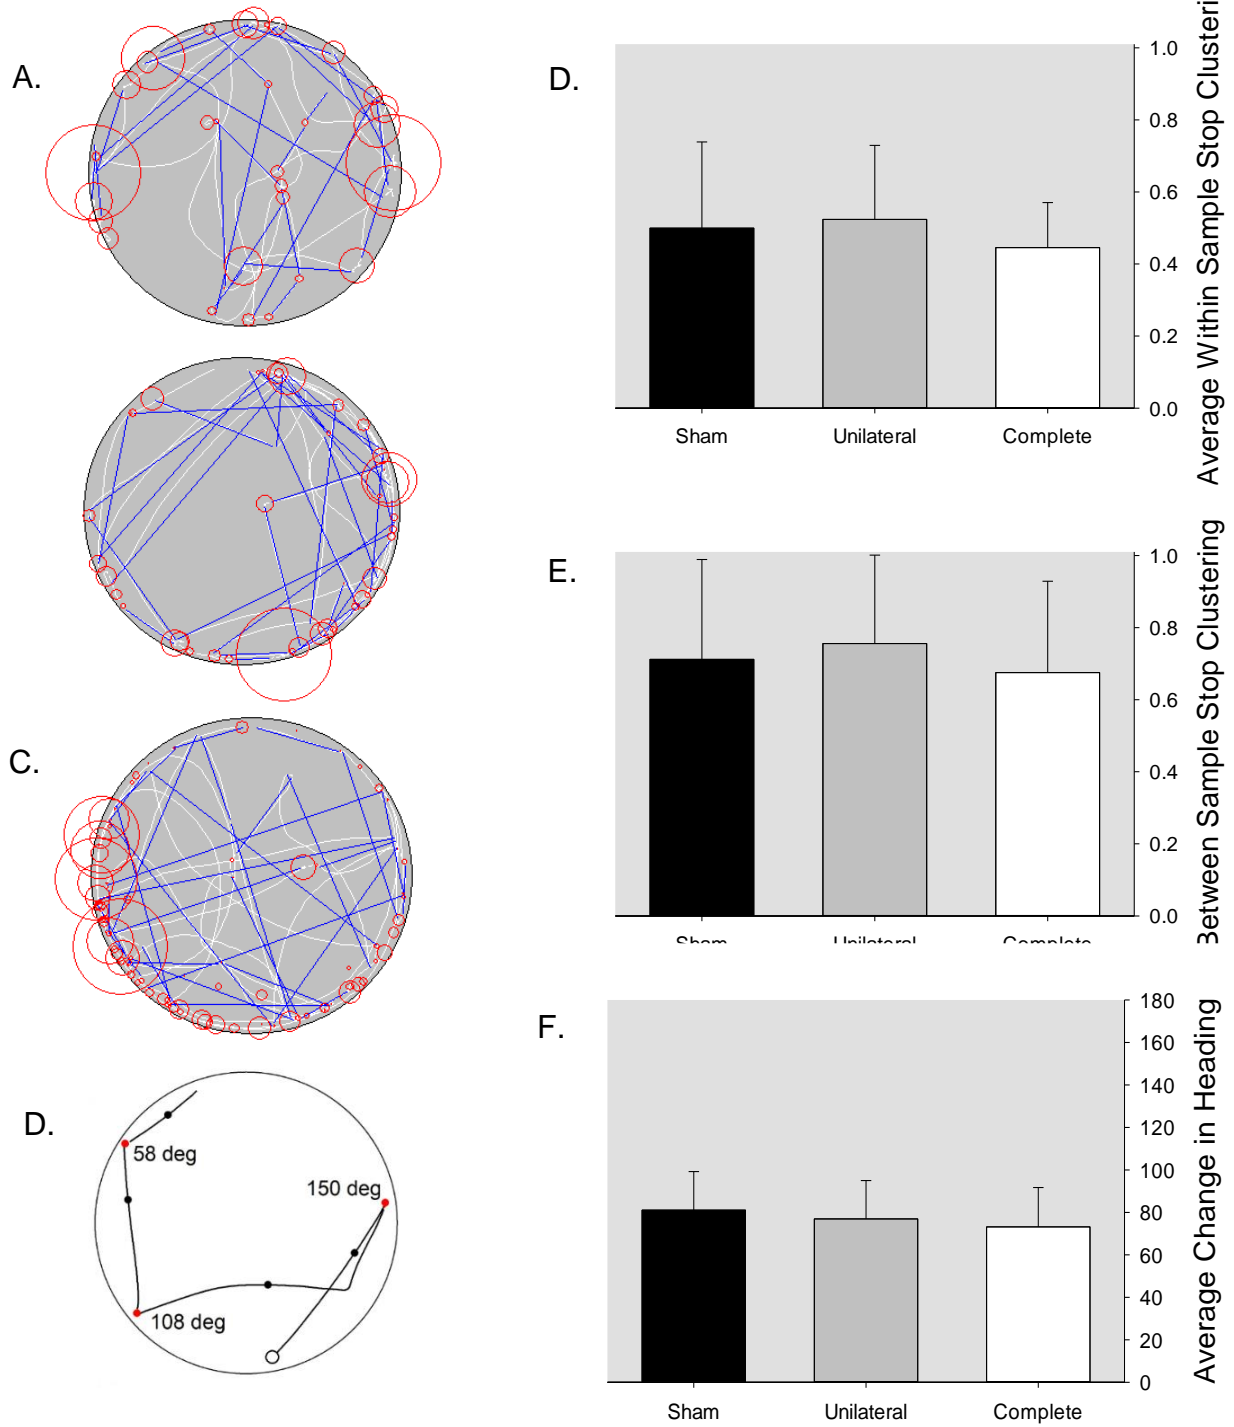 A.
C.
D.
58 deg
150 deg
108 deg
D.
1.0
0.8
0.6
0.4
0.2
0.0
Average Within Sample Stop Clusteri
Sham
Unilateral
Complete
E.
1.0
0.8
0.6
0.4
0.2
0.0
Between Sample Stop Clustering
Sham
Unilateral
Complete
F.
180
160
140
120
100
80
60
40
20
0
Average Change in Heading
Sham
Unilateral
Complete